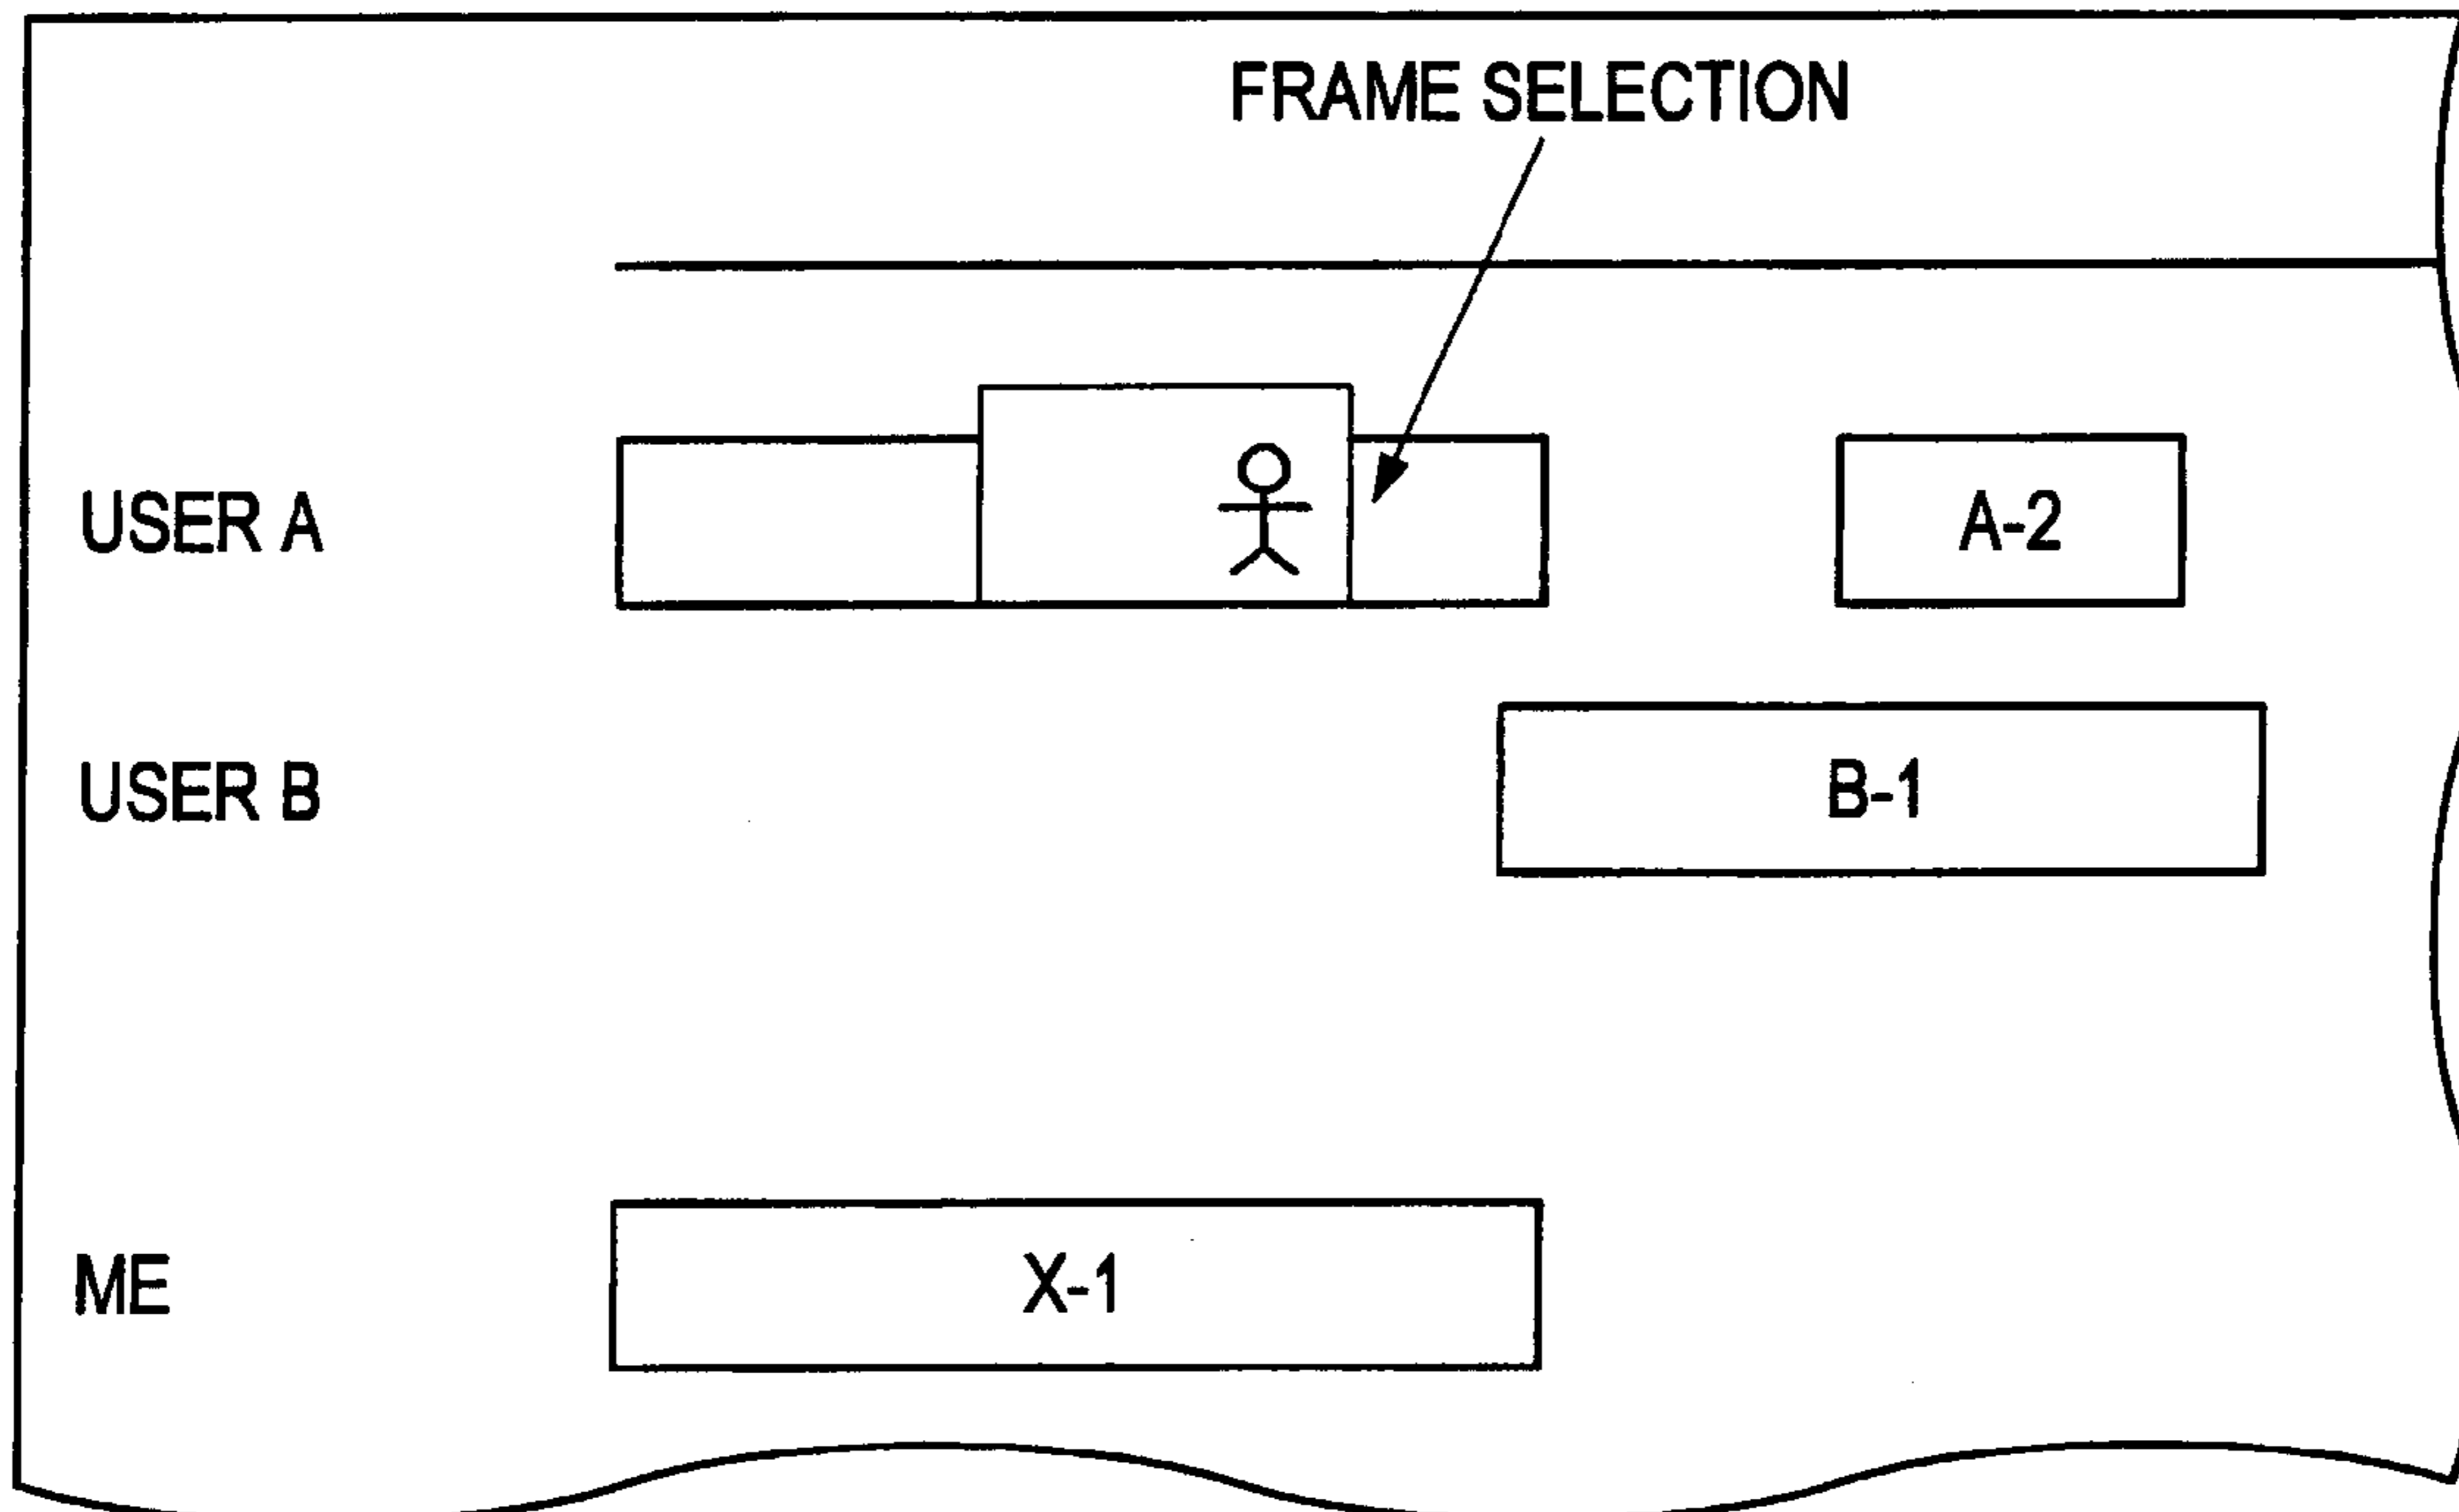 FRAME SELECTION
USER A
A-2
USER B
B-1
ME
X-1